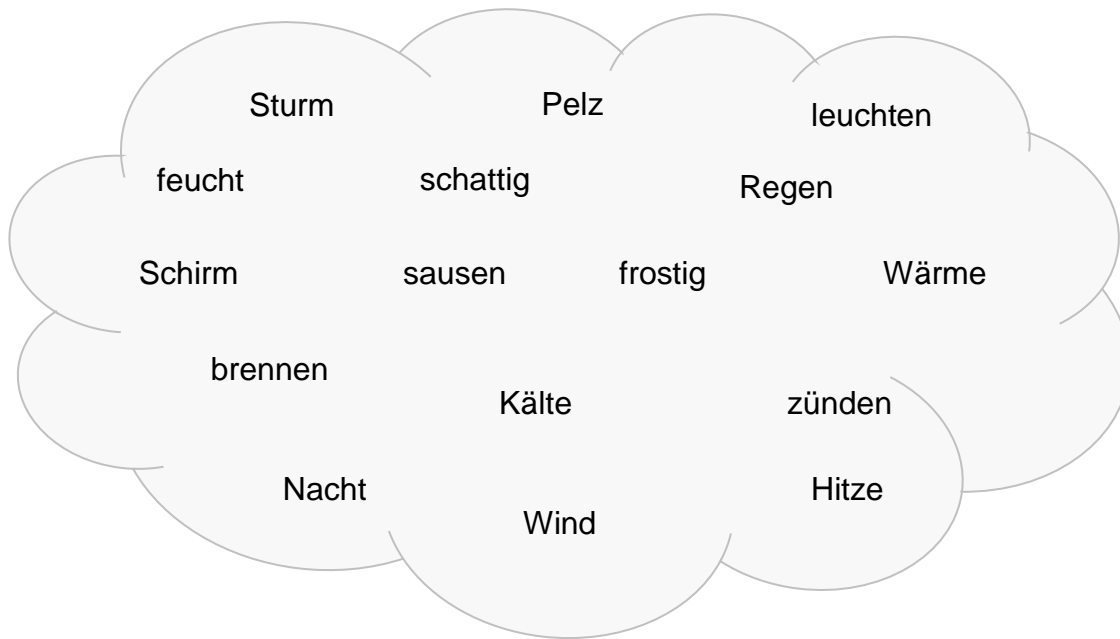 Sturm Pelz leuchten
feucht schattig Regen
Schirm sausen frostig Wärme
brennen
Kälte zünden
Nacht Hitze
Wind